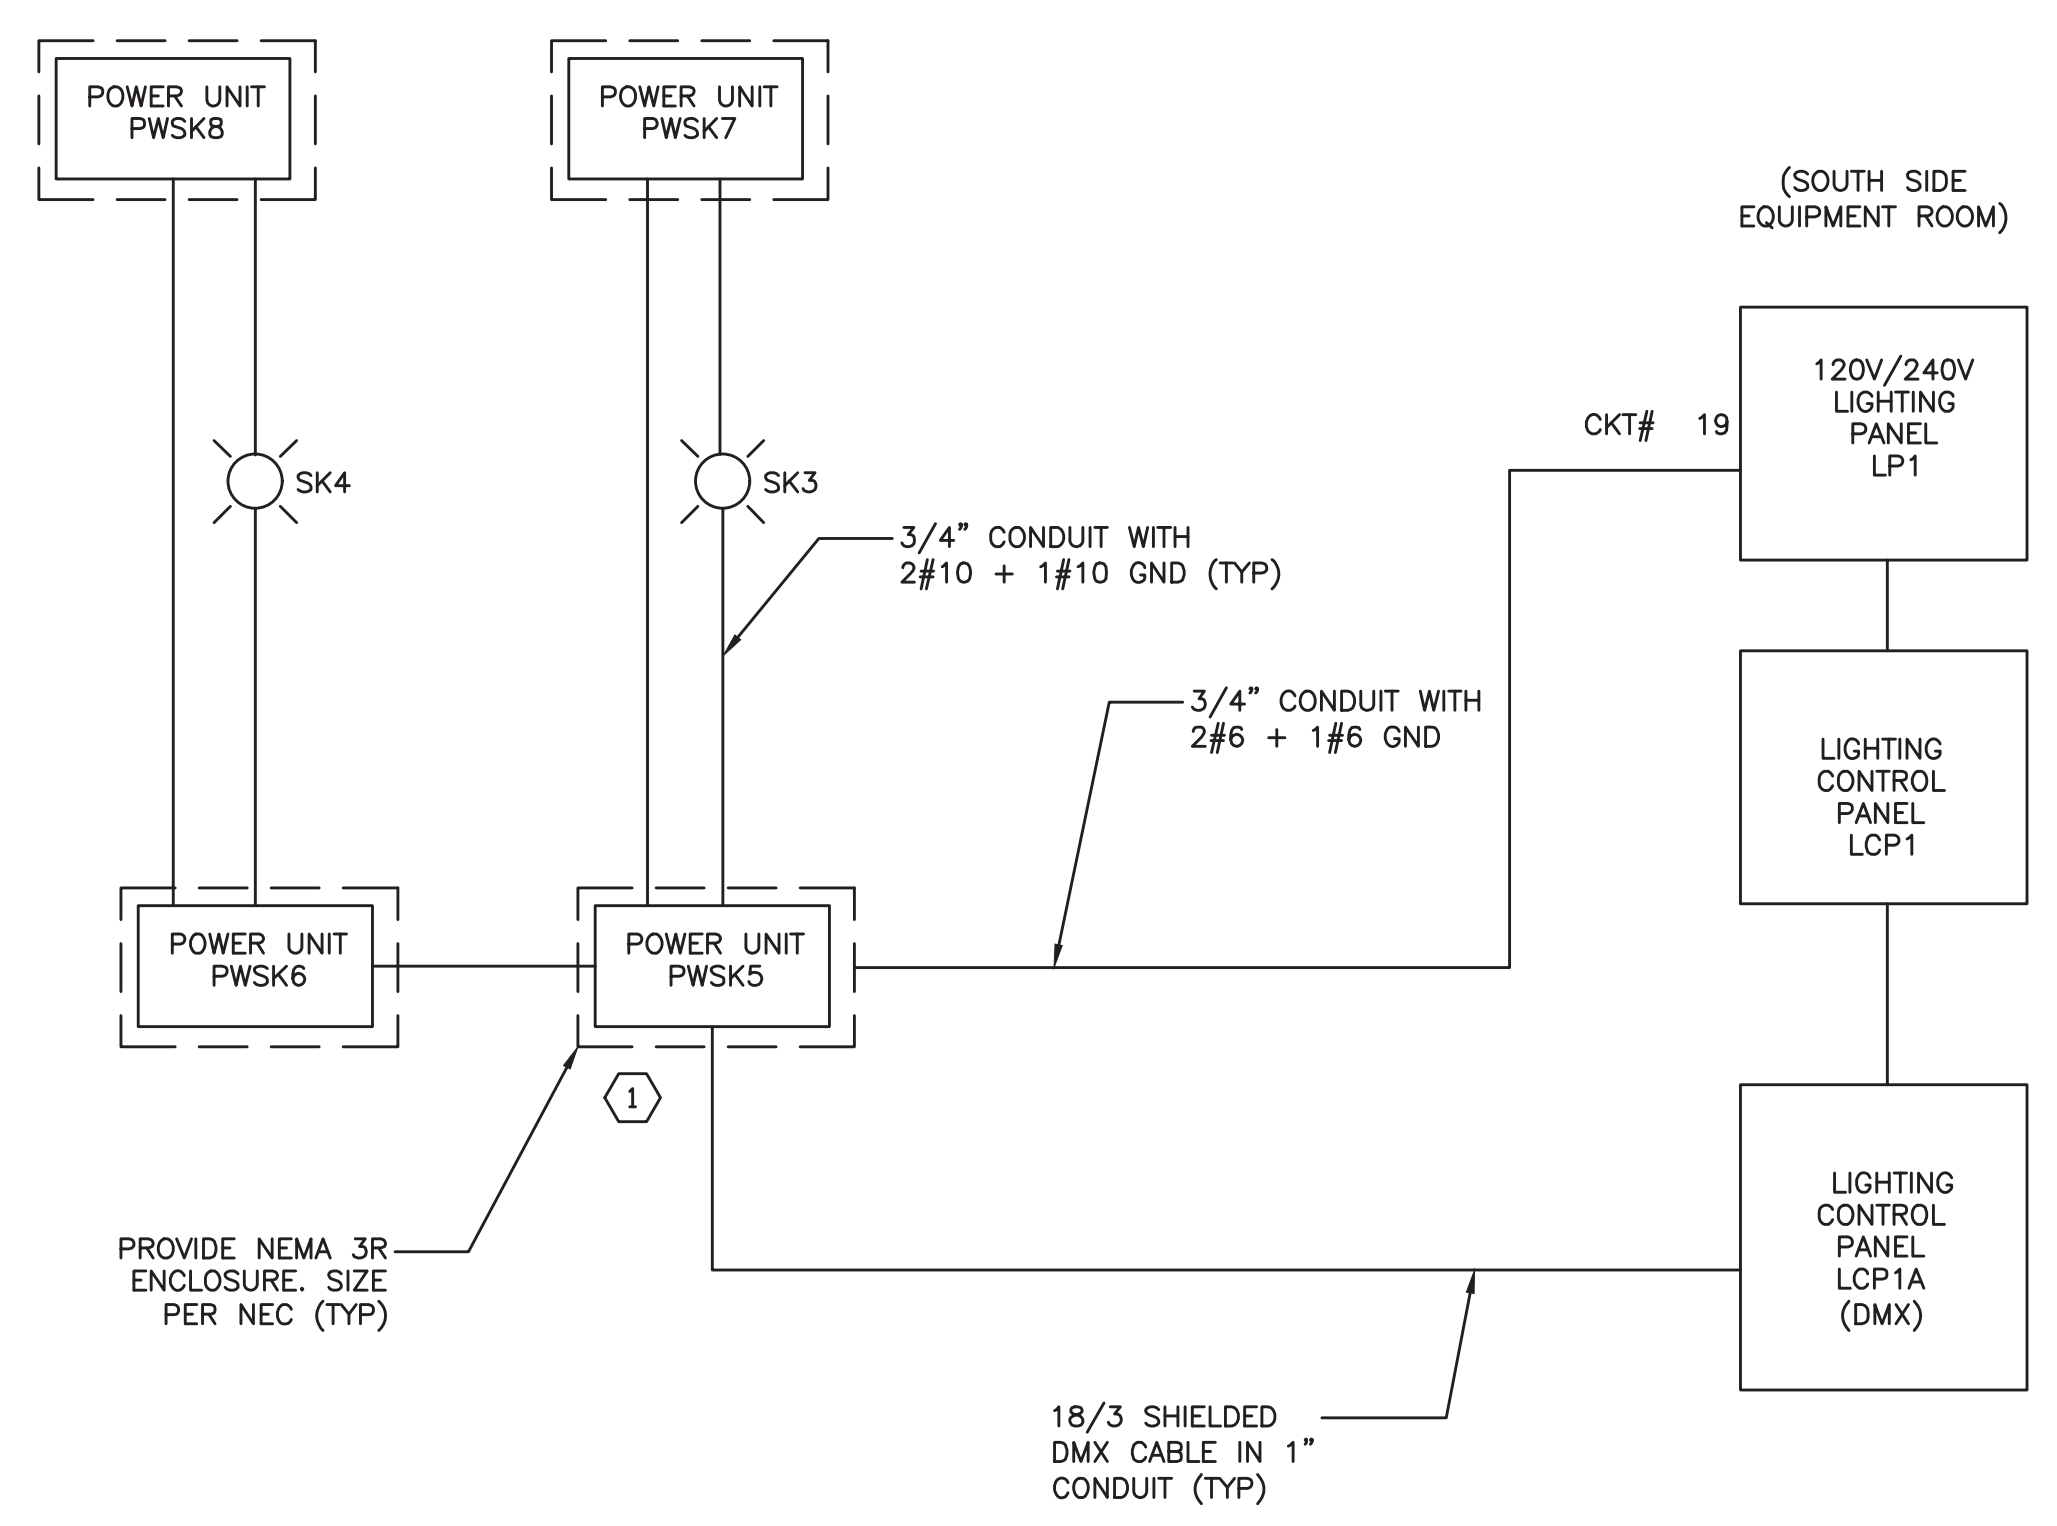 POWER UNIT
PWSK8
POWER UNIT
PWSK7
(SOUTH SIDE
EQUIPMENT ROOM)
120V/240V
LIGHTING
PANEL
LP1
CKT# 19
SK4
SK3
3/4" CONDUIT WITH
2#10 + 1#10 GND (TYP)
3/4" CONDUIT WITH
2#6 + 1#6 GND
LIGHTING
CONTROL
PANEL
LCP1
POWER UNIT
PWSK6
POWER UNIT
PWSK5
1
PROVIDE NEMA 3R
ENCLOSURE. SIZE
PER NEC (TYP)
LIGHTING
CONTROL
PANEL
LCP1A
(DMX)
18/3 SHIELDED
DMX CABLE IN 1"
CONDUIT (TYP)